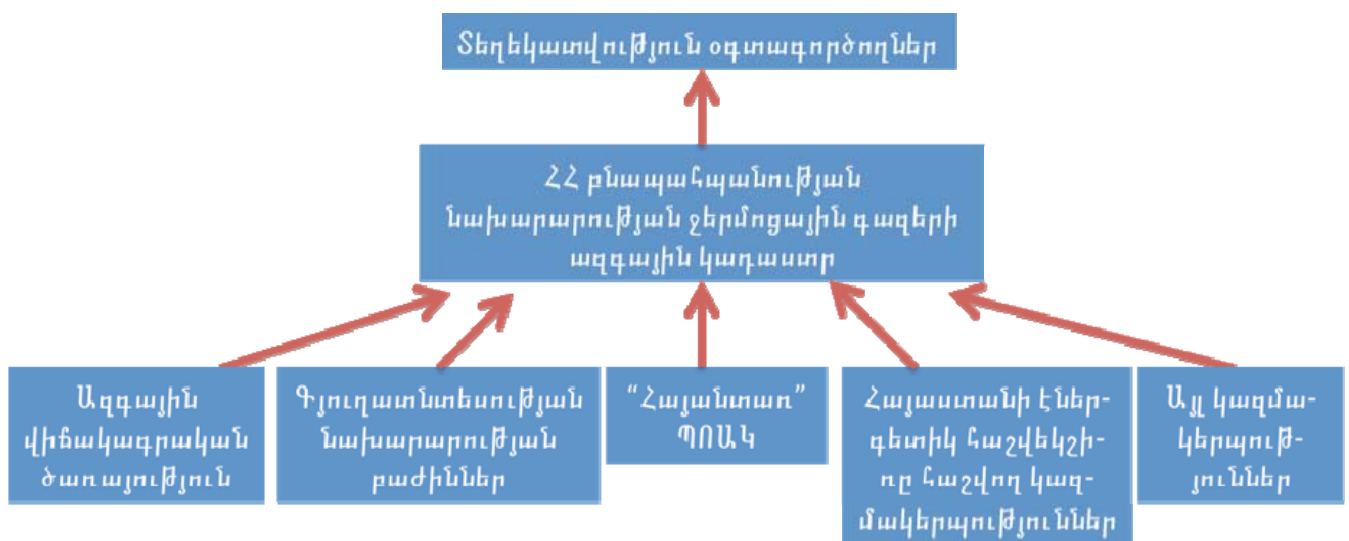 Տեղեկատվություն օգտագործողներ
ՀՀ բնապահպանության
նախարարության ջերմոցային գազերի
ազգային կադաստր
Ազգային
վիճակագրական
ծառայություն
Գյուղատնտեսության
նախարարության
բաժիններ
“Հայանտառ”
ՊՈԱԿ
Հայաստանի էներ-
գետիկ հաշվեկշի-
ռը հաշվող կազ-
մակերպություններ
Այլ կազմա-
կերպութ-
յուններ